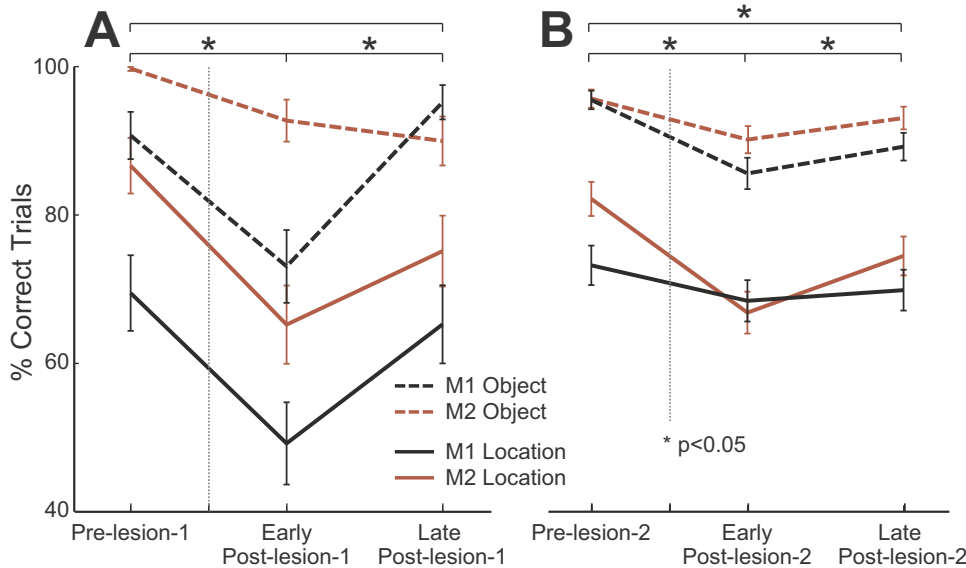 A
*
*
B
*
*
*
% Correct Trials
100
80
60
40
M1 Object
M2 Object
M1 Location
M2 Location
* p<0.05
Pre-lesion-1
Early
Post-lesion-1
Late
Post-lesion-1
Pre-lesion-2
Early
Post-lesion-2
Late
Post-lesion-2